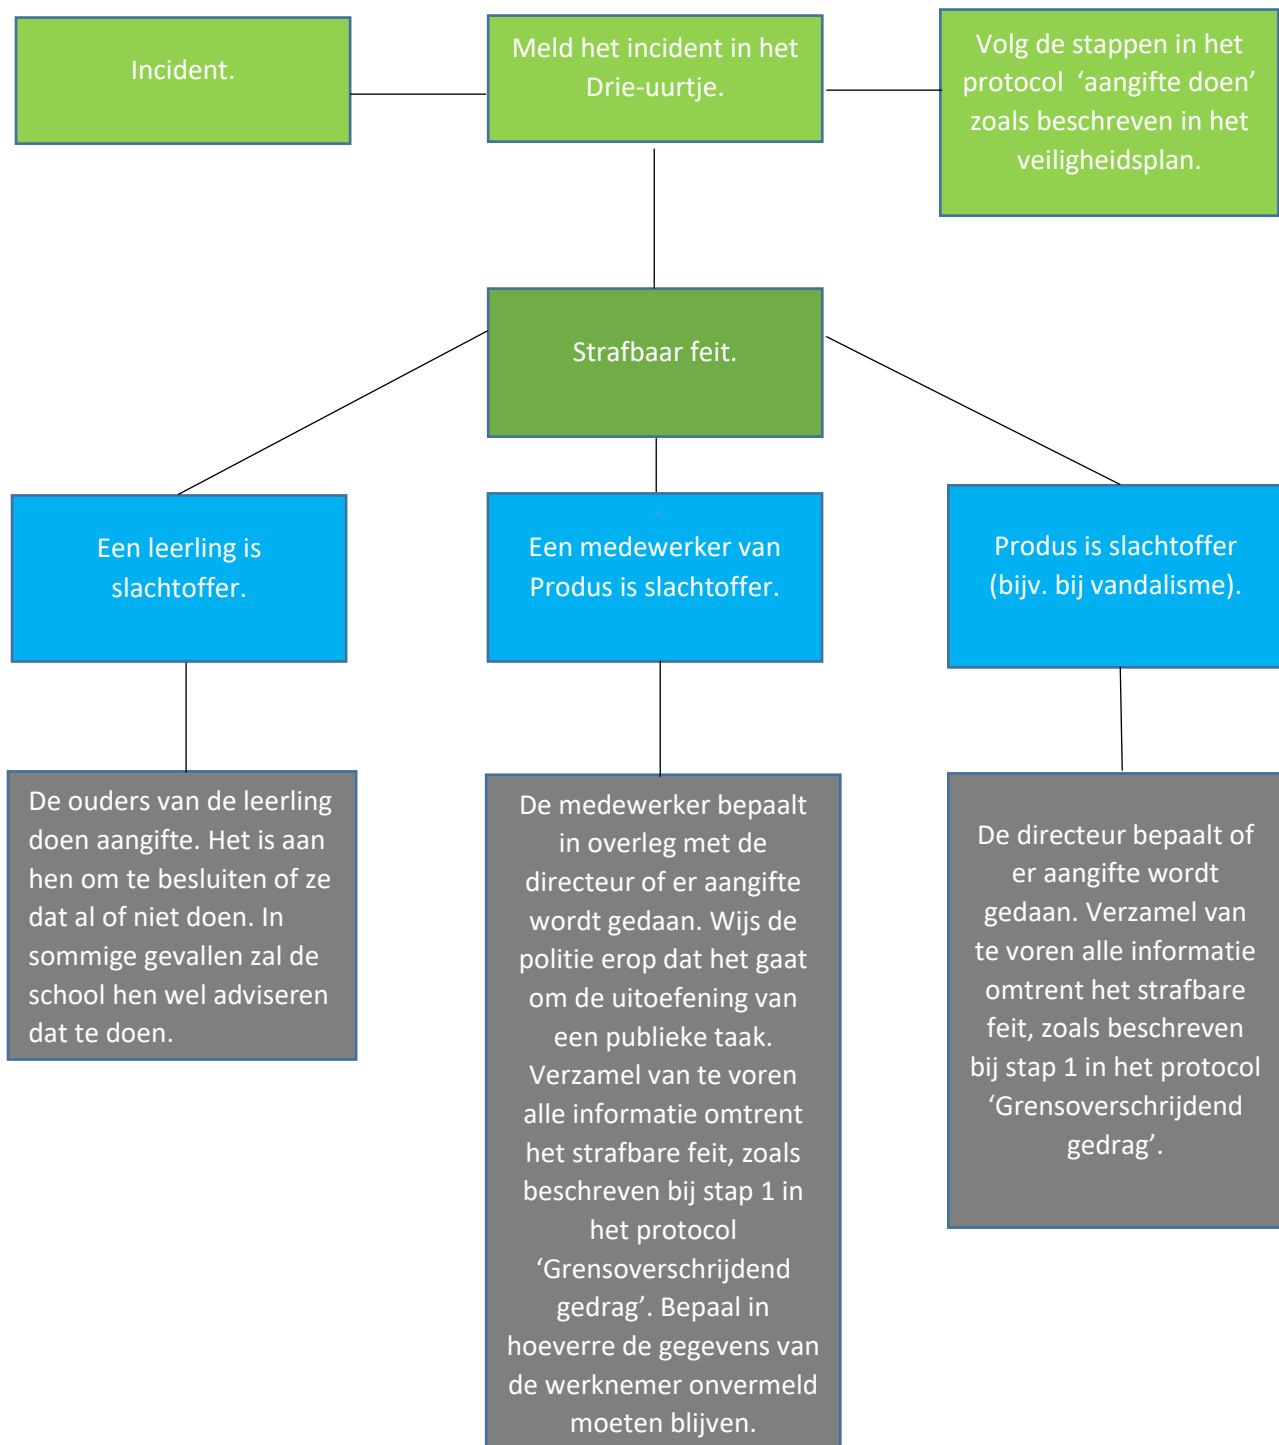 Incident.
Meld het incident in het
Drie-uurtje.
Volg de stappen in het
protocol ‘aangifte doen’
zoals beschreven in het
veiligheidsplan.
Strafbaar feit.
Een leerling is
slachtoffer.
Een medewerker van
Produs is slachtoffer.
Produs is slachtoffer
(bijv. bij vandalisme).
De ouders van de leerling
doen aangifte. Het is aan
hen om te besluiten of ze
dat al of niet doen. In
sommige gevallen zal de
school hen wel adviseren
dat te doen.
De medewerker bepaalt
in overleg met de
directeur of er aangifte
wordt gedaan. Wijs de
politie erop dat het gaat
om de uitoefening van
een publieke taak.
Verzamel van te voren
alle informatie omtrent
het strafbare feit, zoals
beschreven bij stap 1 in
het protocol
‘Grensoverschrijdend
gedrag’. Bepaal in
hoeverre de gegevens van
de werknemer onvermeld
moeten blijven.
De directeur bepaalt of
er aangifte wordt
gedaan. Verzamel van
te voren alle informatie
omtrent het strafbare
feit, zoals beschreven
bij stap 1 in het protocol
‘Grensoverschrijdend
gedrag’.